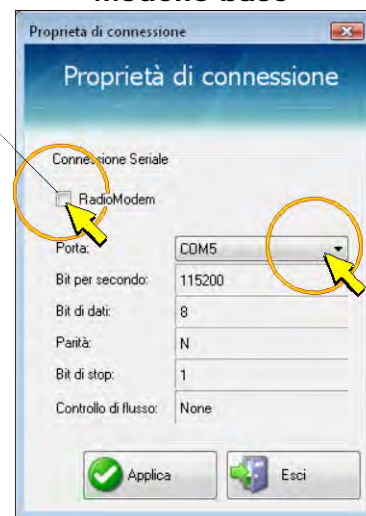 Modello base
Proprietà di connessione
Proprietà di connessione
Connessione Seriale
RadioModem
Porta: COM5
Bit per secondo: 115200
Bit di dati: 8
Parità: N
Bit di stop: 1
Controllo di flusso: None
Applica Esci